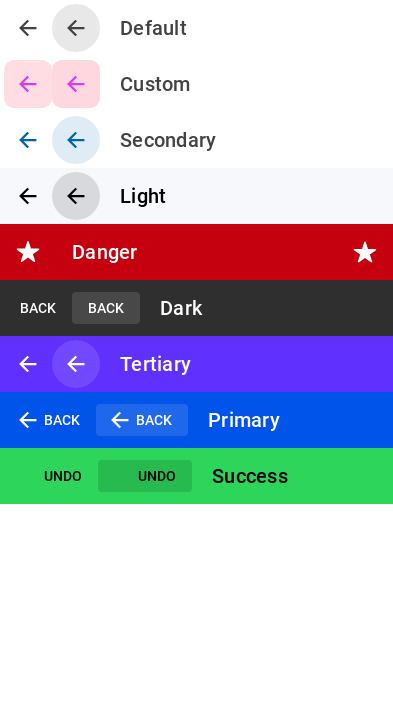 Default
Custom
Secondary
Light
Danger
BACK BACK Dark
Tertiary
BACK BACK Primary
UNDO UNDO Success